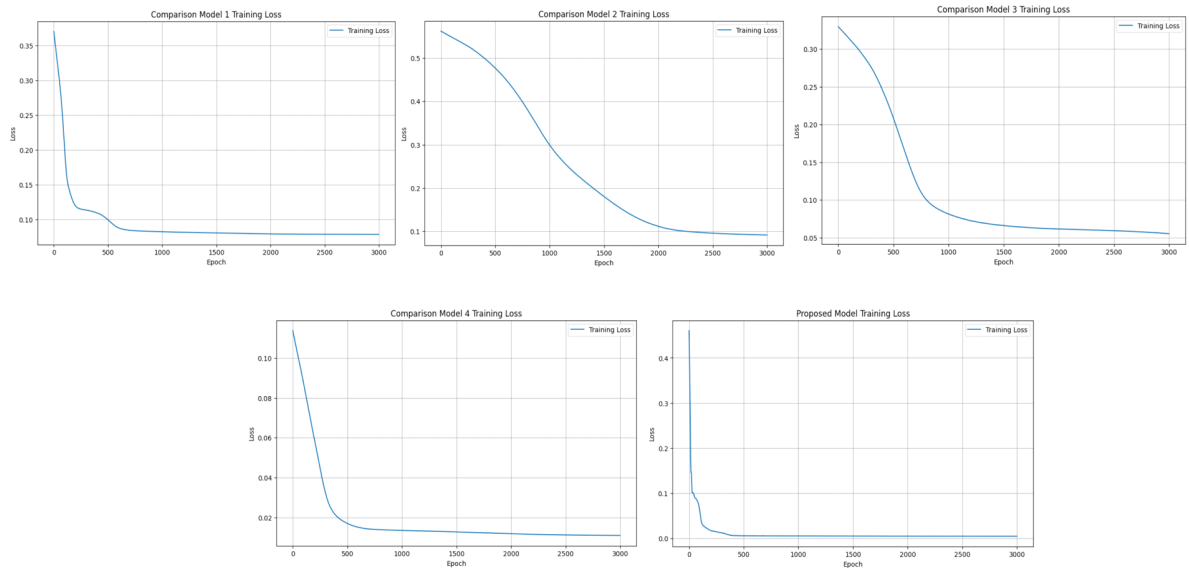 Comparison Model 1 Training Loss
Training Loss
0.35
0.30
0.25
0.20
0.15
0.10
Loss
0 500 1000 1500 2000 2500 3000
Epoch
Comparison Model 2 Training Loss
Training Loss
0.5
0.4
0.3
0.2
0.1
Loss
0 500 1000 1500 2000 2500 3000
Epoch
Comparison Model 3 Training Loss
Training Loss
0.30
0.25
0.20
0.15
0.10
0.05
Loss
0 500 1000 1500 2000 2500 3000
Epoch
Comparison Model 4 Training Loss
Training Loss
0.10
0.08
0.06
0.04
0.02
Loss
0 500 1000 1500 2000 2500 3000
Epoch
Proposed Model Training Loss
Training Loss
0.4
0.3
0.2
0.1
0.0
Loss
0 500 1000 1500 2000 2500 3000
Epoch